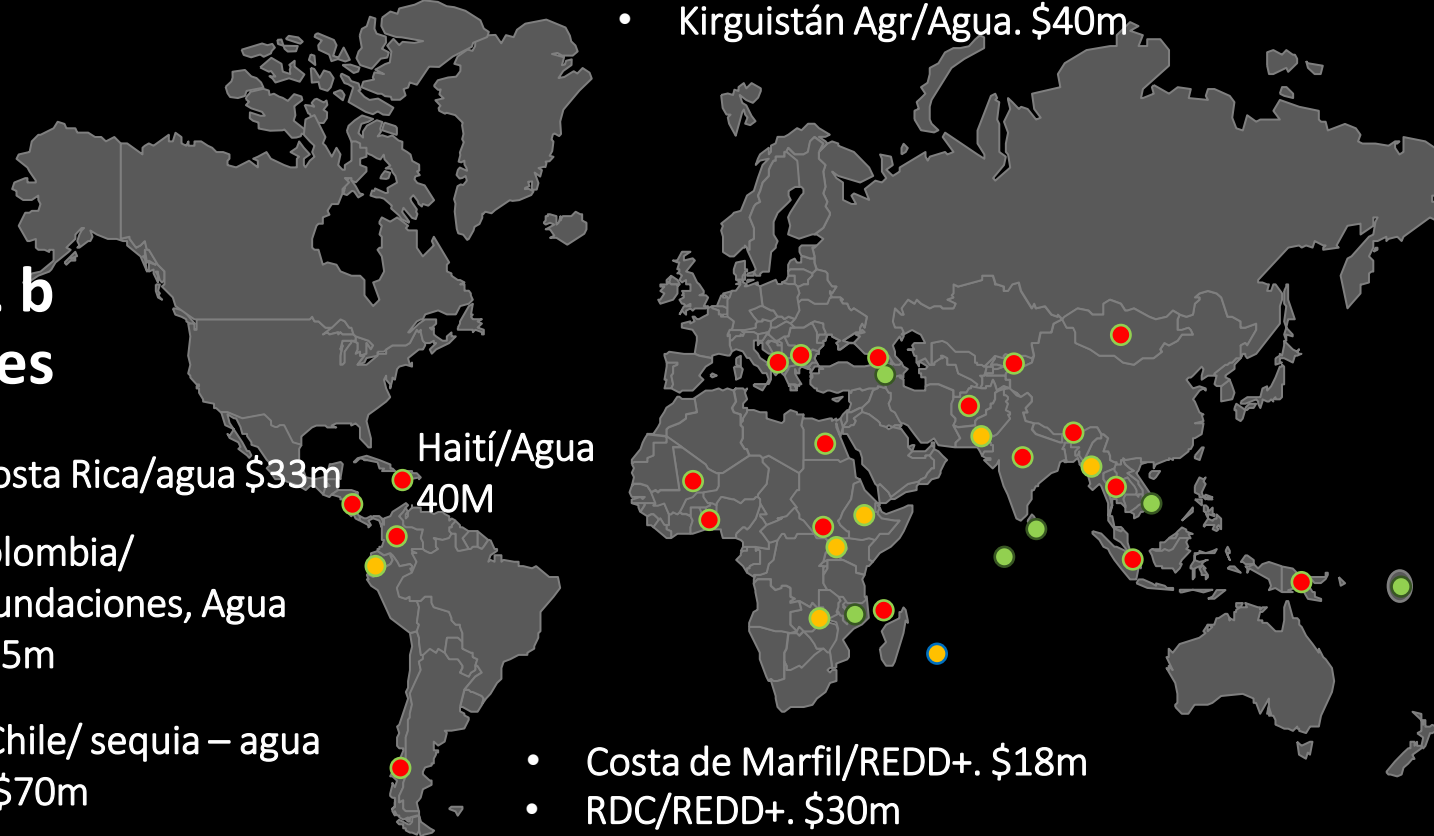 • Kirguistán Agr/Agua. $40m
b
es
Haití/Agua
40M
osta Rica/agua $33m
olombia/
undaciones, Agua
5m
Chile/ sequia – agua
$70m
• Costa de Marfil/REDD+. $18m
• RDC/REDD+. $30m